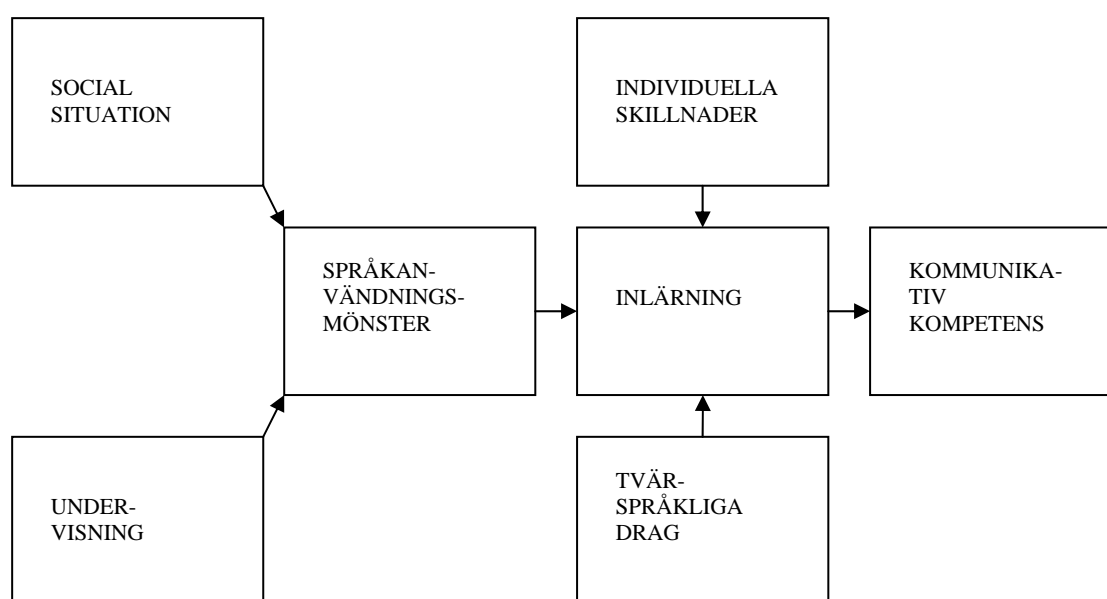 SOCIAL
SITUATION
INDIVIDUELLA
SKILLNADER
SPRÅKAN-
VÄNDNINGS-
MÖNSTER
INLÄRNING
KOMMUNIKA-
TIV
KOMPETENS
UNDER-
VISNING
TVÄR-
SPRÅKLIGA
DRAG